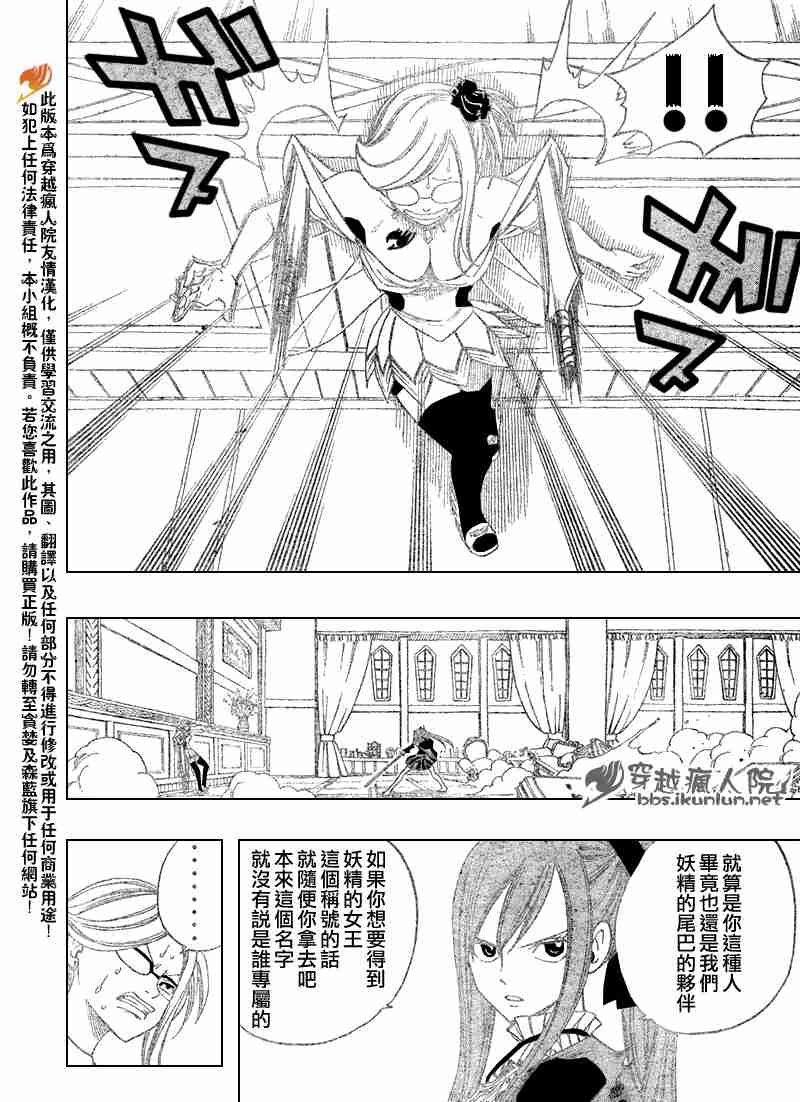 !!
ドドドド
就算是你這種人
畢竟也還是我們
妖精的尾巴的夥伴
如果你想要得到
妖精的女王
這個稱號的話
就隨便你拿去吧
本來這個名字
就沒有説是誰專屬的
………
穿越瘋人院
bbs.ikunlun.net
此版本爲穿越瘋人院友情漢化，僅供學習交流之用，其圖、翻譯以及任何部分不得進行修改或用于任何商業用途！
如犯上任何法律責任，本小組概不負責。若您喜歡此作品，請購買正版！請勿轉至貪婪及森藍旗下任何網站！